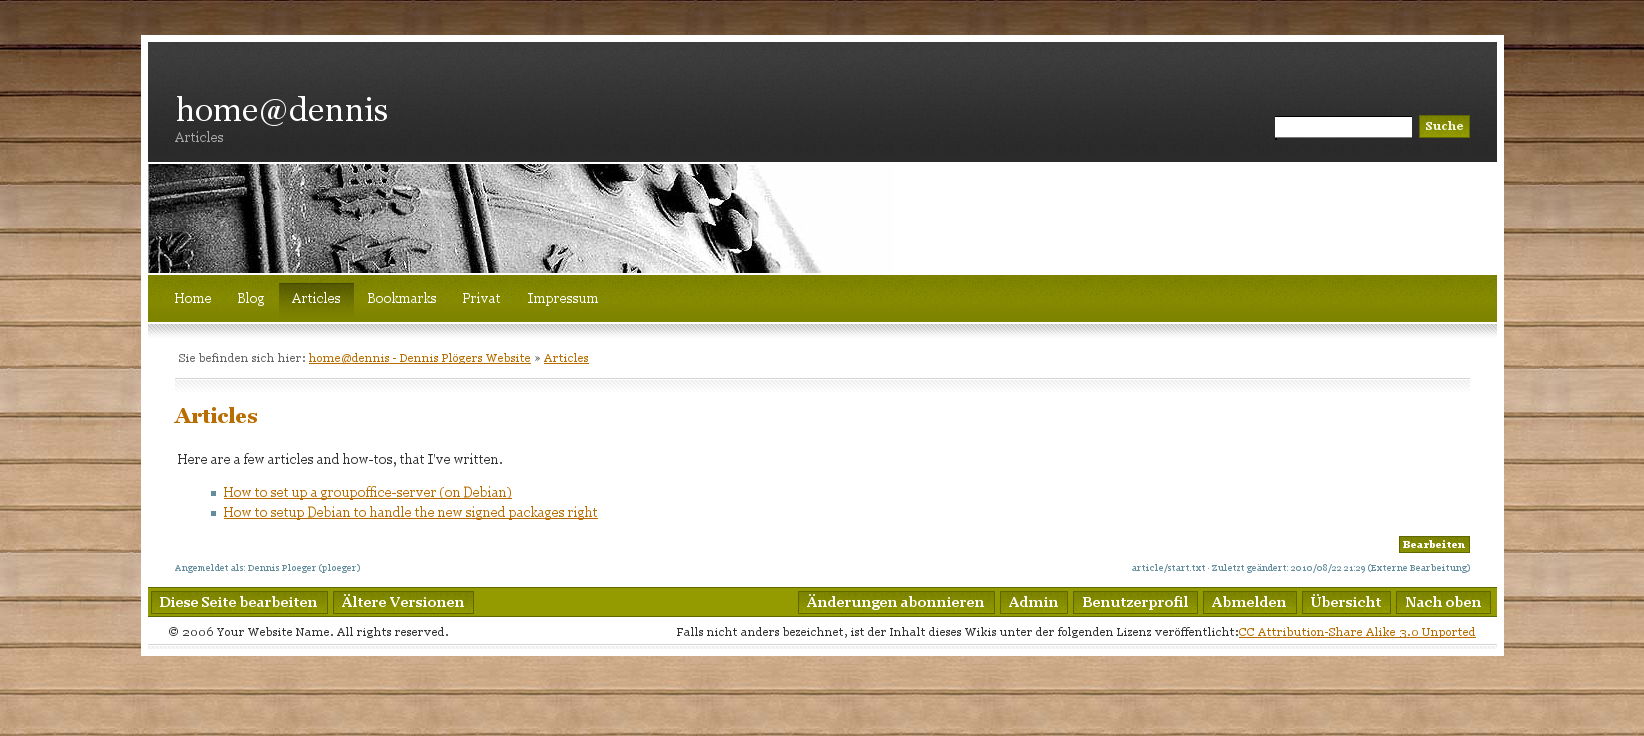 home@dennis
Articles
Suche
Home Blog Articles Bookmarks Privat Impressum
Sie befinden sich hier: home@dennis - Dennis Plögers Website » Articles
Articles
Here are a few articles and how-tos, that I've written.
How to set up a groupoffice-server (on Debian)
How to setup Debian to handle the new signed packages right
Bearbeiten
Angemeldet als: Dennis Ploeger (ploeger) article/start.txt · Zuletzt geändert: 2010/08/22 21:29 (Externe Bearbeitung)
Diese Seite bearbeiten Ältere Versionen Änderungen abonnieren Admin Benutzerprofil Abmelden Übersicht Nach oben
© 2006 Your Website Name. All rights reserved. Falls nicht anders bezeichnet, ist der Inhalt dieses Wikis unter der folgenden Lizenz veröffentlicht:CC Attribution-Share Alike 3.0 Unported